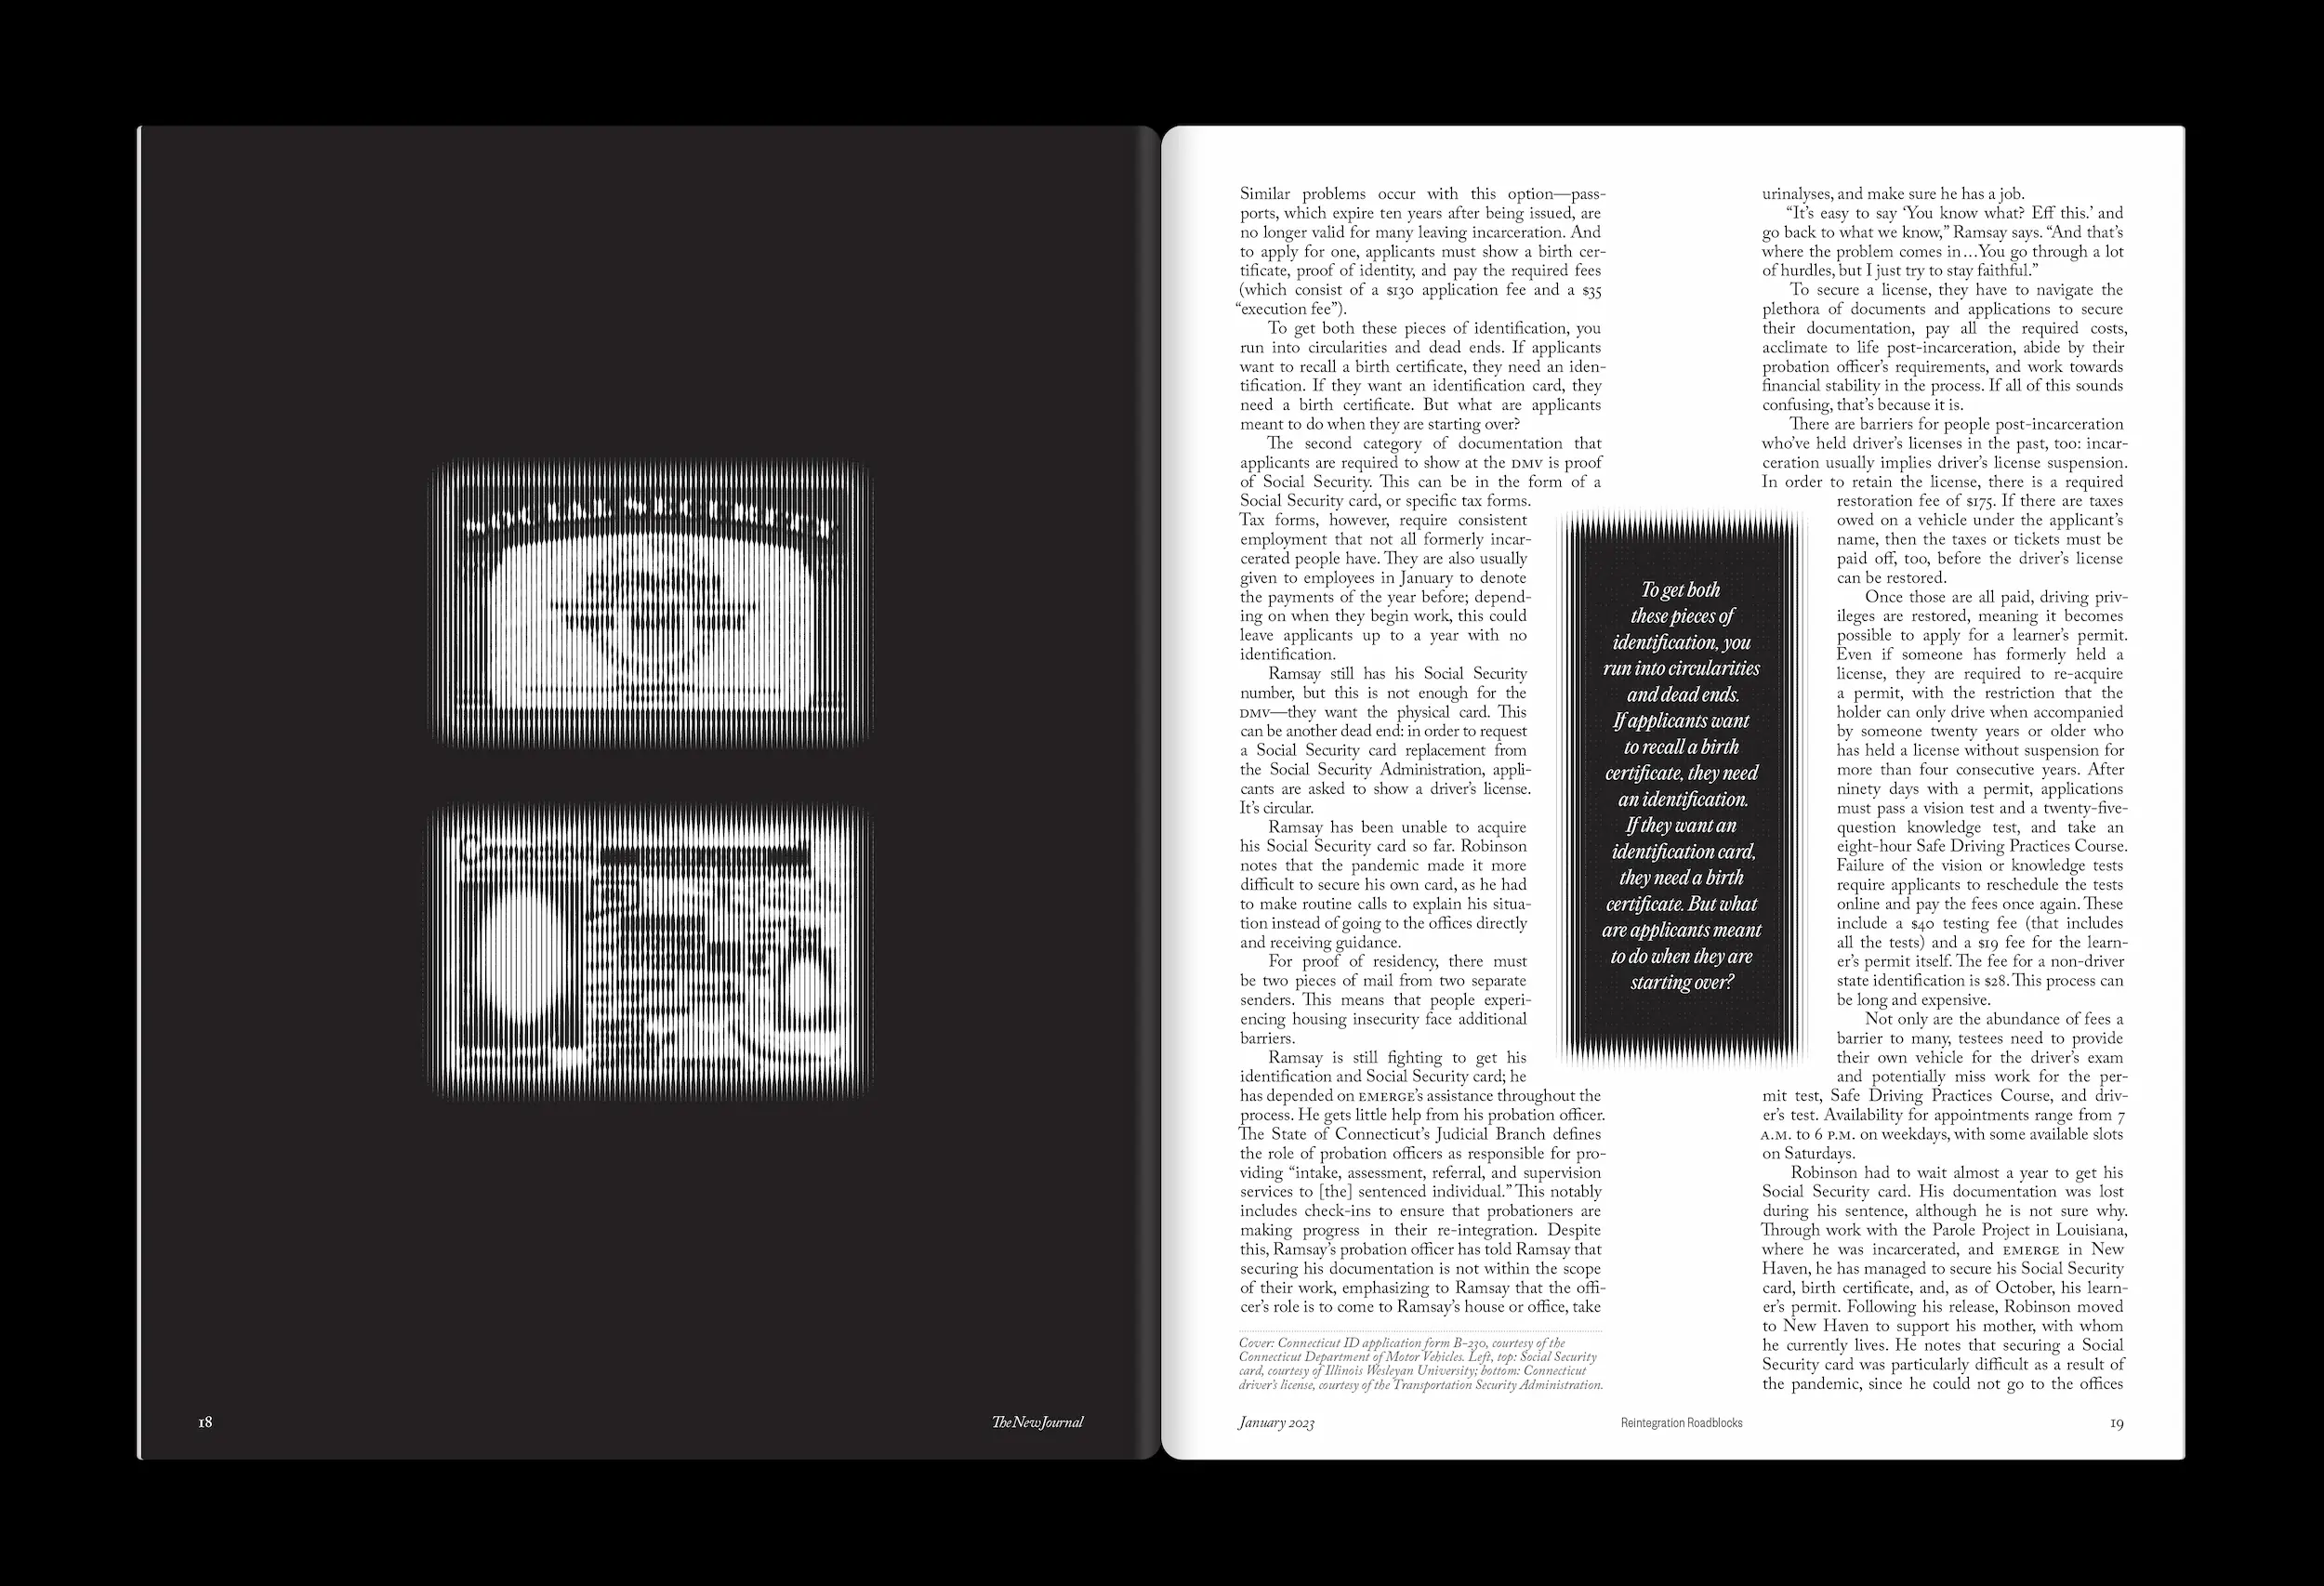 SOCIAL SECURITY
18
The New Journal
Similar problems occur with this option—pass-
ports, which expire ten years after being issued, are
no longer valid for many leaving incarceration. And
to apply for one, applicants must show a birth cer-
tificate, proof of identity, and pay the required fees
(which consist of a $130 application fee and a $35
“execution fee”).
To get both these pieces of identification, you
run into circularities and dead ends. If applicants
want to recall a birth certificate, they need an iden-
tification. If they want an identification card, they
need a birth certificate. But what are applicants
meant to do when they are starting over?
The second category of documentation that
applicants are required to show at the DMV is proof
of Social Security. This can be in the form of a
Social Security card, or specific tax forms.
Tax forms, however, require consistent
employment that not all formerly incar-
cerated people have. They are also usually
given to employees in January to denote
the payments of the year before; depend-
ing on when they begin work, this could
leave applicants up to a year with no
identification.
Ramsay still has his Social Security
number, but this is not enough for the
DMV—they want the physical card. This
can be another dead end: in order to request
a Social Security card replacement from
the Social Security Administration, appli-
cants are asked to show a driver’s license.
It’s circular.
Ramsay has been unable to acquire
his Social Security card so far. Robinson
notes that the pandemic made it more
difficult to secure his own card, as he had
to make routine calls to explain his situa-
tion instead of going to the offices directly
and receiving guidance.
For proof of residency, there must
be two pieces of mail from two separate
senders. This means that people experi-
encing housing insecurity face additional
barriers.
Ramsay is still fighting to get his
identification and Social Security card; he
has depended on EMERGE’s assistance throughout the
process. He gets little help from his probation officer.
The State of Connecticut’s Judicial Branch defines
the role of probation officers as responsible for pro-
viding “intake, assessment, referral, and supervision
services to [the] sentenced individual.” This notably
includes check-ins to ensure that probationers are
making progress in their re-integration. Despite
this, Ramsay’s probation officer has told Ramsay that
securing his documentation is not within the scope
of their work, emphasizing to Ramsay that the offi-
cer’s role is to come to Ramsay’s house or office, take
Cover: Connecticut ID application form B-230, courtesy of the
Connecticut Department of Motor Vehicles. Left, top: Social Security
card, courtesy of Illinois Wesleyan University; bottom: Connecticut
driver’s license, courtesy of the Transportation Security Administration.
To get both
these pieces of
identification, you
run into circularities
and dead ends.
If applicants want
to recall a birth
certificate, they need
an identification.
If they want an
identification card,
they need a birth
certificate. But what
are applicants meant
to do when they are
starting over?
urinalyses, and make sure he has a job.
“It’s easy to say ‘You know what? Eff this.’ and
go back to what we know,” Ramsay says. “And that’s
where the problem comes in…You go through a lot
of hurdles, but I just try to stay faithful.”
To secure a license, they have to navigate the
plethora of documents and applications to secure
their documentation, pay all the required costs,
acclimate to life post-incarceration, abide by their
probation officer’s requirements, and work towards
financial stability in the process. If all of this sounds
confusing, that’s because it is.
There are barriers for people post-incarceration
who’ve held driver’s licenses in the past, too: incar-
ceration usually implies driver’s license suspension.
In order to retain the license, there is a required
restoration fee of $175. If there are taxes
owed on a vehicle under the applicant’s
name, then the taxes or tickets must be
paid off, too, before the driver’s license
can be restored.
Once those are all paid, driving priv-
ileges are restored, meaning it becomes
possible to apply for a learner’s permit.
Even if someone has formerly held a
license, they are required to re-acquire
a permit, with the restriction that the
holder can only drive when accompanied
by someone twenty years or older who
has held a license without suspension for
more than four consecutive years. After
ninety days with a permit, applications
must pass a vision test and a twenty-five-
question knowledge test, and take an
eight-hour Safe Driving Practices Course.
Failure of the vision or knowledge tests
require applicants to reschedule the tests
online and pay the fees once again. These
include a $40 testing fee (that includes
all the tests) and a $19 fee for the learn-
er’s permit itself. The fee for a non-driver
state identification is $28. This process can
be long and expensive.
Not only are the abundance of fees a
barrier to many, testees need to provide
their own vehicle for the driver’s exam
and potentially miss work for the per-
mit test, Safe Driving Practices Course, and driv-
er’s test. Availability for appointments range from 7
A.M. to 6 P.M. on weekdays, with some available slots
on Saturdays.
Robinson had to wait almost a year to get his
Social Security card. His documentation was lost
during his sentence, although he is not sure why.
Through work with the Parole Project in Louisiana,
where he was incarcerated, and EMERGE in New
Haven, he has managed to secure his Social Security
card, birth certificate, and, as of October, his learn-
er’s permit. Following his release, Robinson moved
to New Haven to support his mother, with whom
he currently lives. He notes that securing a Social
Security card was particularly difficult as a result of
the pandemic, since he could not go to the offices
January 2023
Reintegration Roadblocks
19